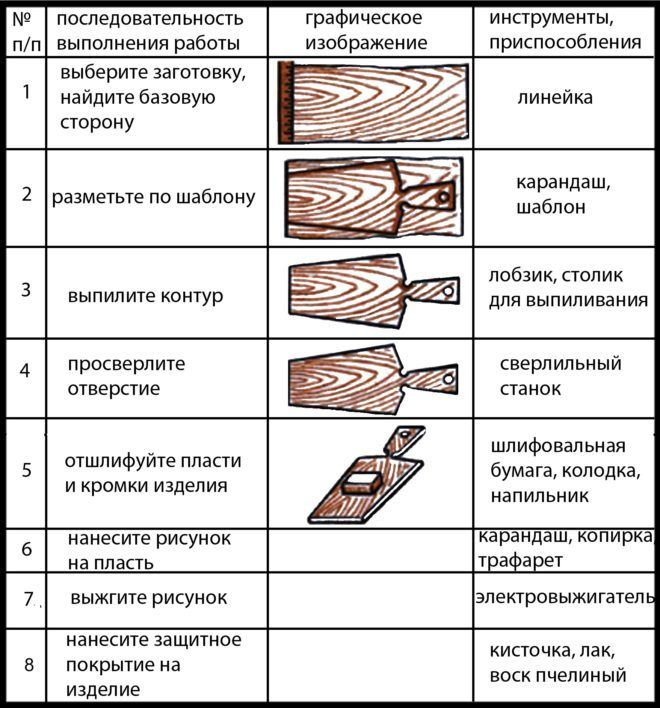 № п/п
последовательность
выполнения работы
графическое
изображение
инструменты,
приспособления
1
выберите заготовку,
найдите базовую
сторону
линейка
2
разметьте по шаблону
карандаш,
шаблон
3
выпилите контур
лобзик, столик
для выпиливания
4
просверлите
отверстие
сверлильный
станок
5
отшлифуйте пласти
и кромки изделия
шлифовальная
бумага, колодка,
напильник
6
нанесите рисунок
на пласть
карандаш, копирка,
трафарет
7
выжгите рисунок
электровыжигатель
8
нанесите защитное
покрытие на
изделие
кисточка, лак,
воск пчелиный